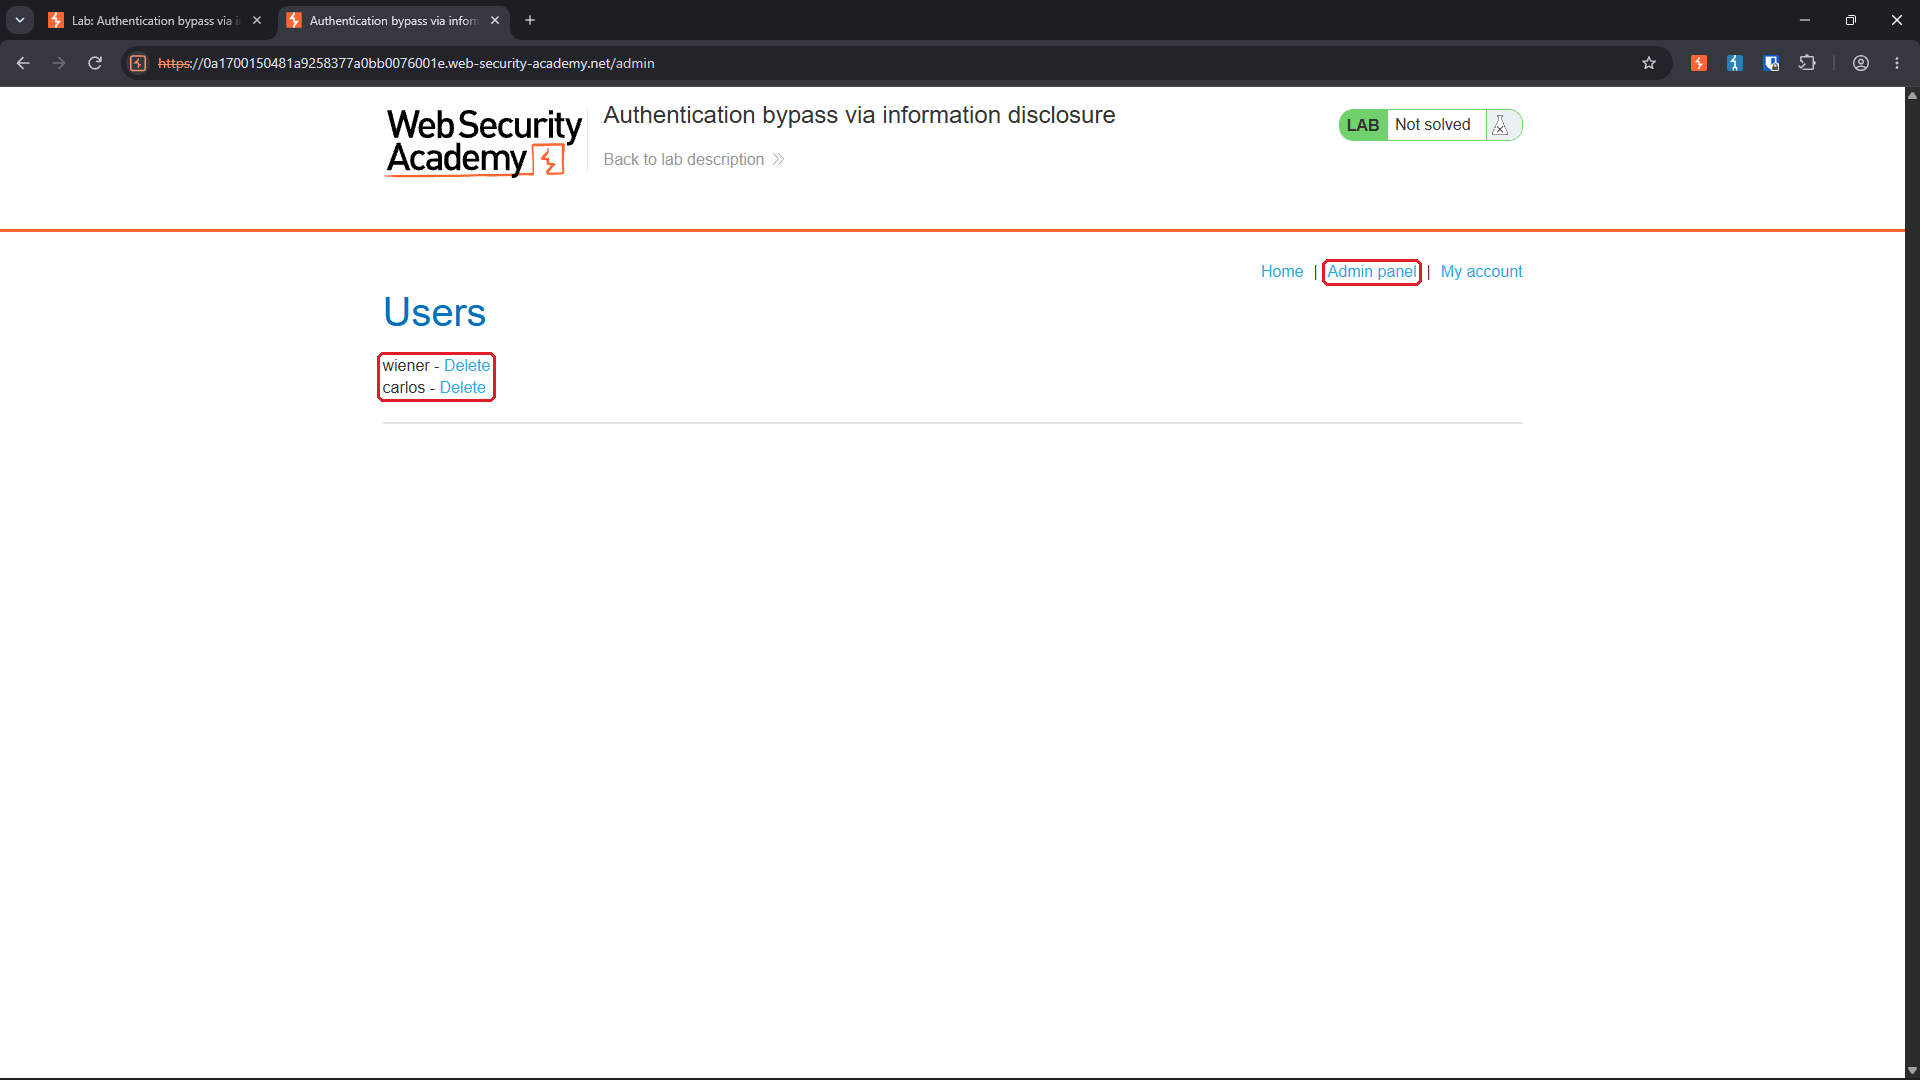 Lab: Authentication bypass via i
Authentication bypass via inform
https://0a1700150481a9258377a0bb0076001e.web-security-academy.net/admin
Web Security
Academy
Authentication bypass via information disclosure
Back to lab description
LAB Not solved
Home | Admin panel | My account
Users
wiener - Delete
carlos - Delete